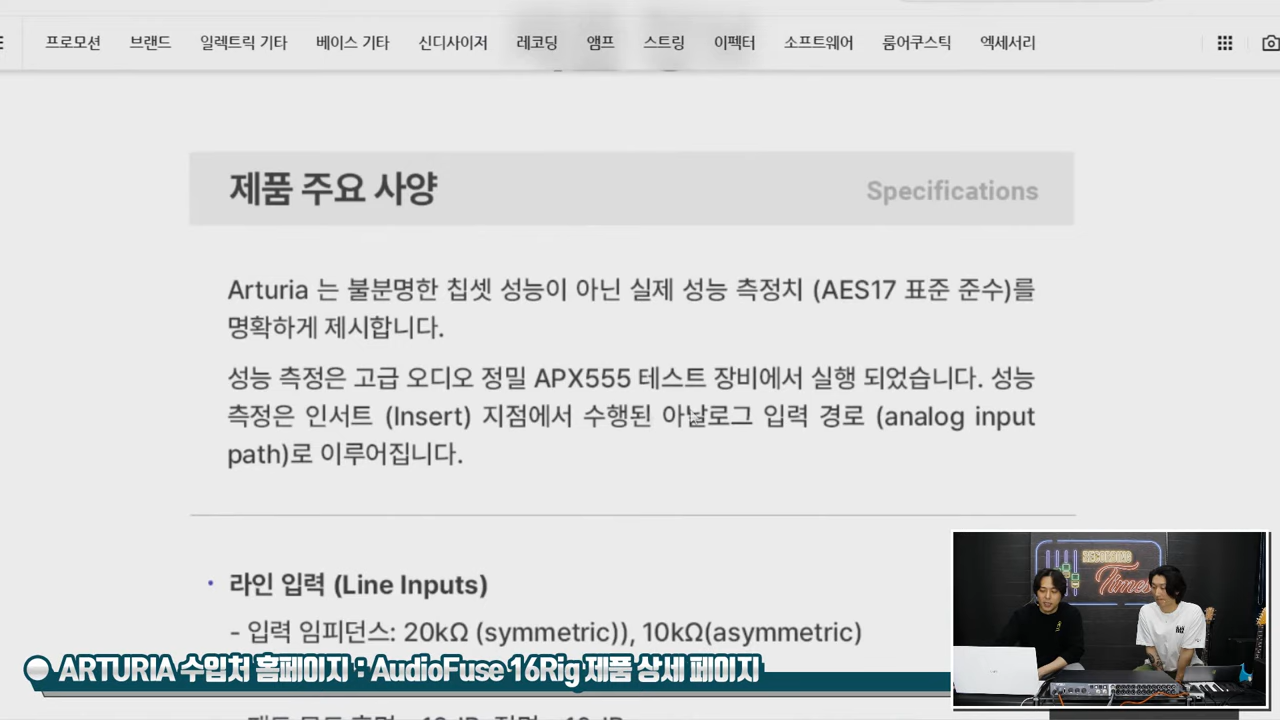 프로모션 브랜드 일렉트릭 기타 베이스 기타 신디사이저 레코딩 앰프 스트링 이펙터 소프트웨어 룸어쿠스틱 엑세서리
제품 주요 사양
Specifications
Arturia 는 불분명한 칩셋 성능이 아닌 실제 성능 측정치 (AES17 표준 준수)를
명확하게 제시합니다.
성능 측정은 고급 오디오 정밀 APX555 테스트 장비에서 실행 되었습니다. 성능
측정은 인서트 (Insert) 지점에서 수행된 아날로그 입력 경로 (analog input
path)로 이루어집니다.
• 라인 입력 (Line Inputs)
- 입력 임피던스: 20kΩ (symmetric)), 10kΩ(asymmetric)
ARTURIA 수입처 홈페이지 : AudioFuse 16Rig 제품 상세 페이지
RECORDING
Times